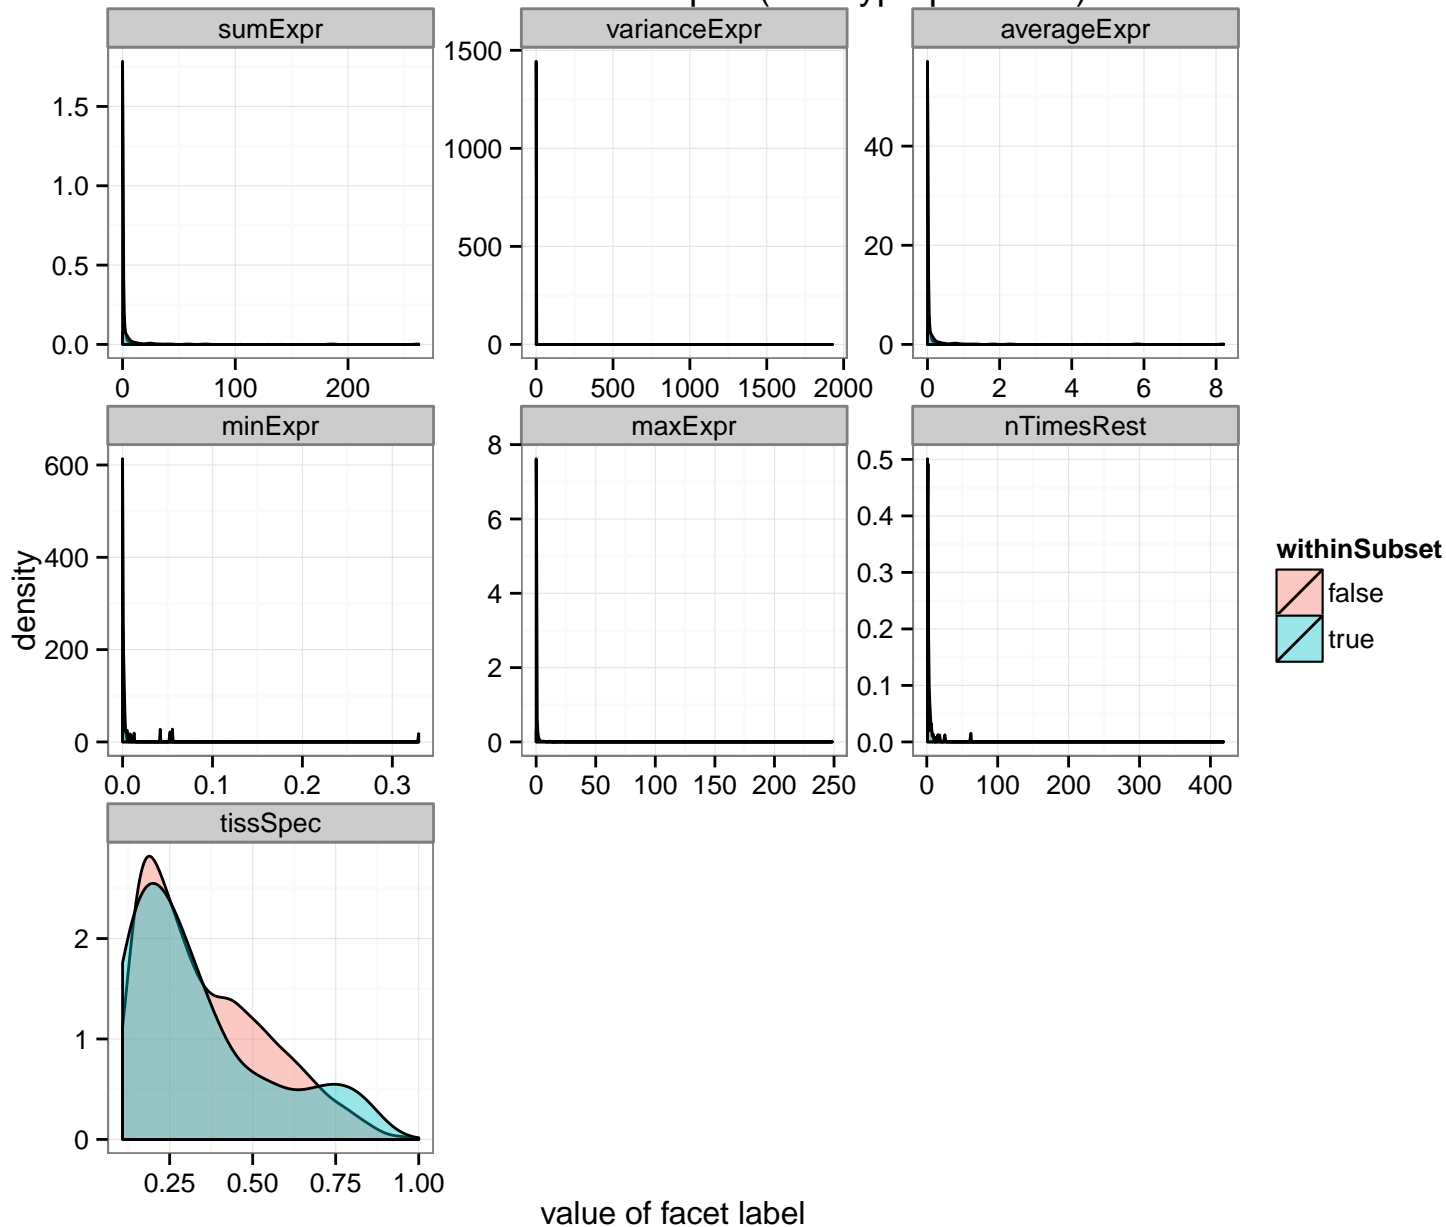 sumExpr varianceExpr averageExpr
1500
1.5
1.0
0.5
0.0
1000
500
0
40
20
0
0 100 200
0 500 1000 1500 2000
0 2 4 6 8
minExpr maxExpr nTimesRest
600
400
200
0
8
6
4
2
0
0.5
0.4
0.3
0.2
0.1
0.0
0.0 0.1 0.2 0.3
0 50 100 150 200 250
0 100 200 300 400
density
withinSubset
false
true
tissSpec
2
1
0
0.25 0.50 0.75 1.00
value of facet label